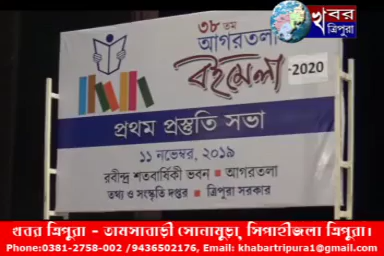 খবর
ত্রিপুরা
৩৮ তম
আগরতলা
বইমেলা -2020
প্রথম প্রস্তুতি সভা
১১ নভেম্বর, ২০১৯
রবীন্দ্র শতবার্ষিকী ভবন ▪ আগরতলা
তথ্য ও সংস্কৃতি দপ্তর ▪ ত্রিপুরা সরকার
খবর ত্রিপুরা - তামসাবাড়ী সোনামুড়া, সিপাহীজলা ত্রিপুরা।
Phone:0381-2758-002 /9436502176, Email: khabartripura1@gmail.com